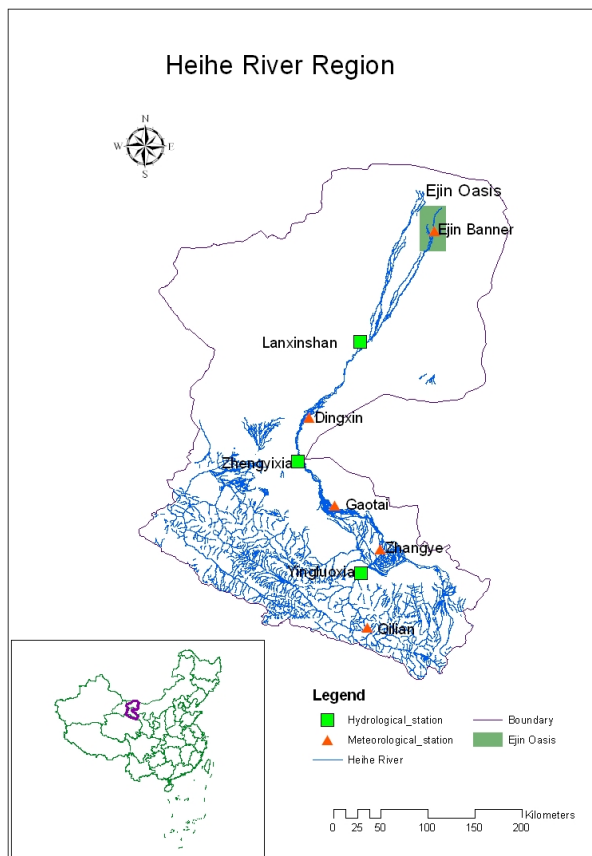 Heihe River Region
N
W E
S
Ejin Oasis
Ejin Banner
Lanxinshan
Dingxin
Zhengyixia
Gaotai
Zhangye
Yingluoxia
Qilian
Legend
Hydrological_station
Boundary
Meteorological_station
Ejin Oasis
Heihe River
Kilometers
0 25 50 100 150 200